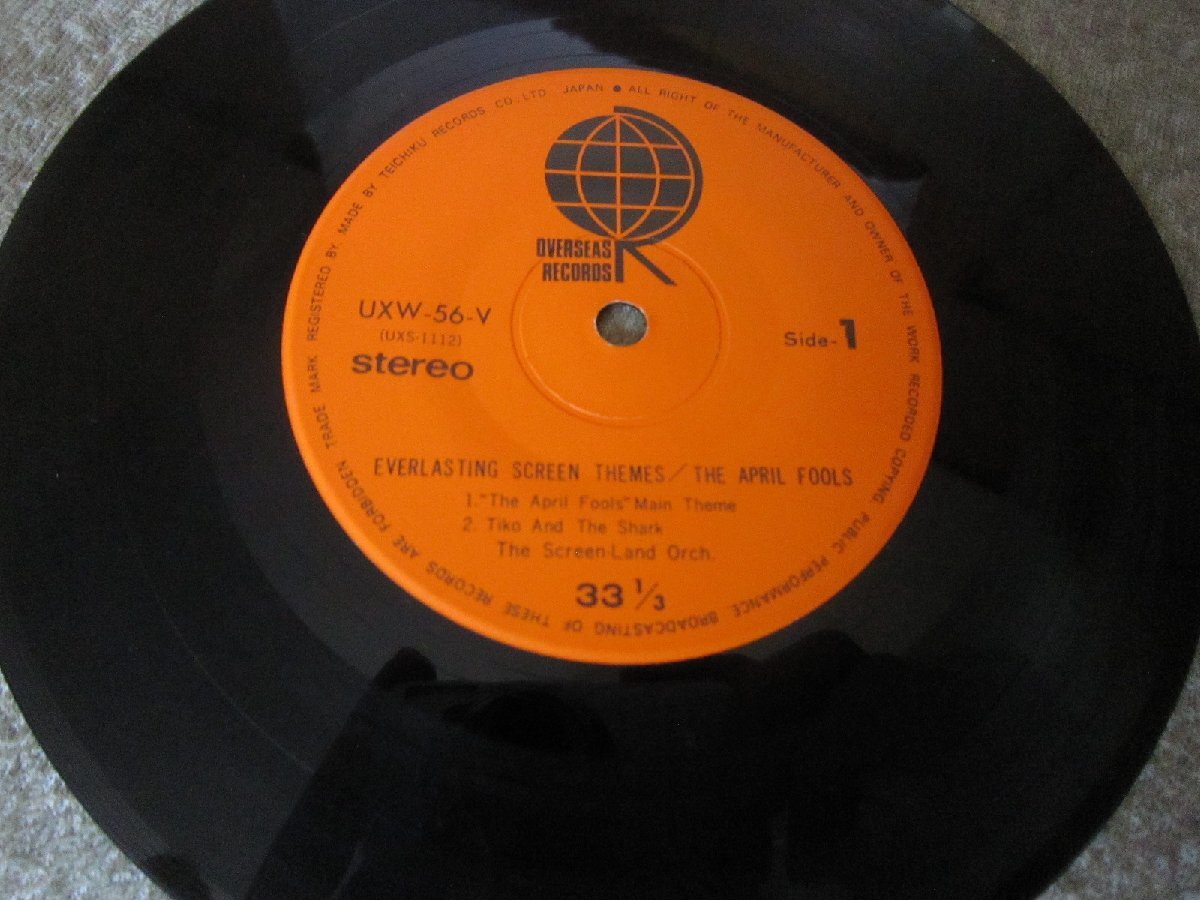 TRADE MARK REGISTERED BY MADE BY TEICHIKU RECORDS CO., LTD. JAPAN ● ALL RIGHT OF THE MANUFACTURER AND OWNER OF THE WORK RECORDED COPYING PUBLIC PERFORMANCE BROADCASTING OF THESE RECORDS ARE FORBIDDEN
OVERSEAS
RECORDS
UXW-56-V
(UXS-1112)
stereo
Side-1
EVERLASTING SCREEN THEMES/THE APRIL FOOLS
1. "The April Fools" Main Theme
2. Tiko And The Shark
The Screen-Land Orch.
33 1/3